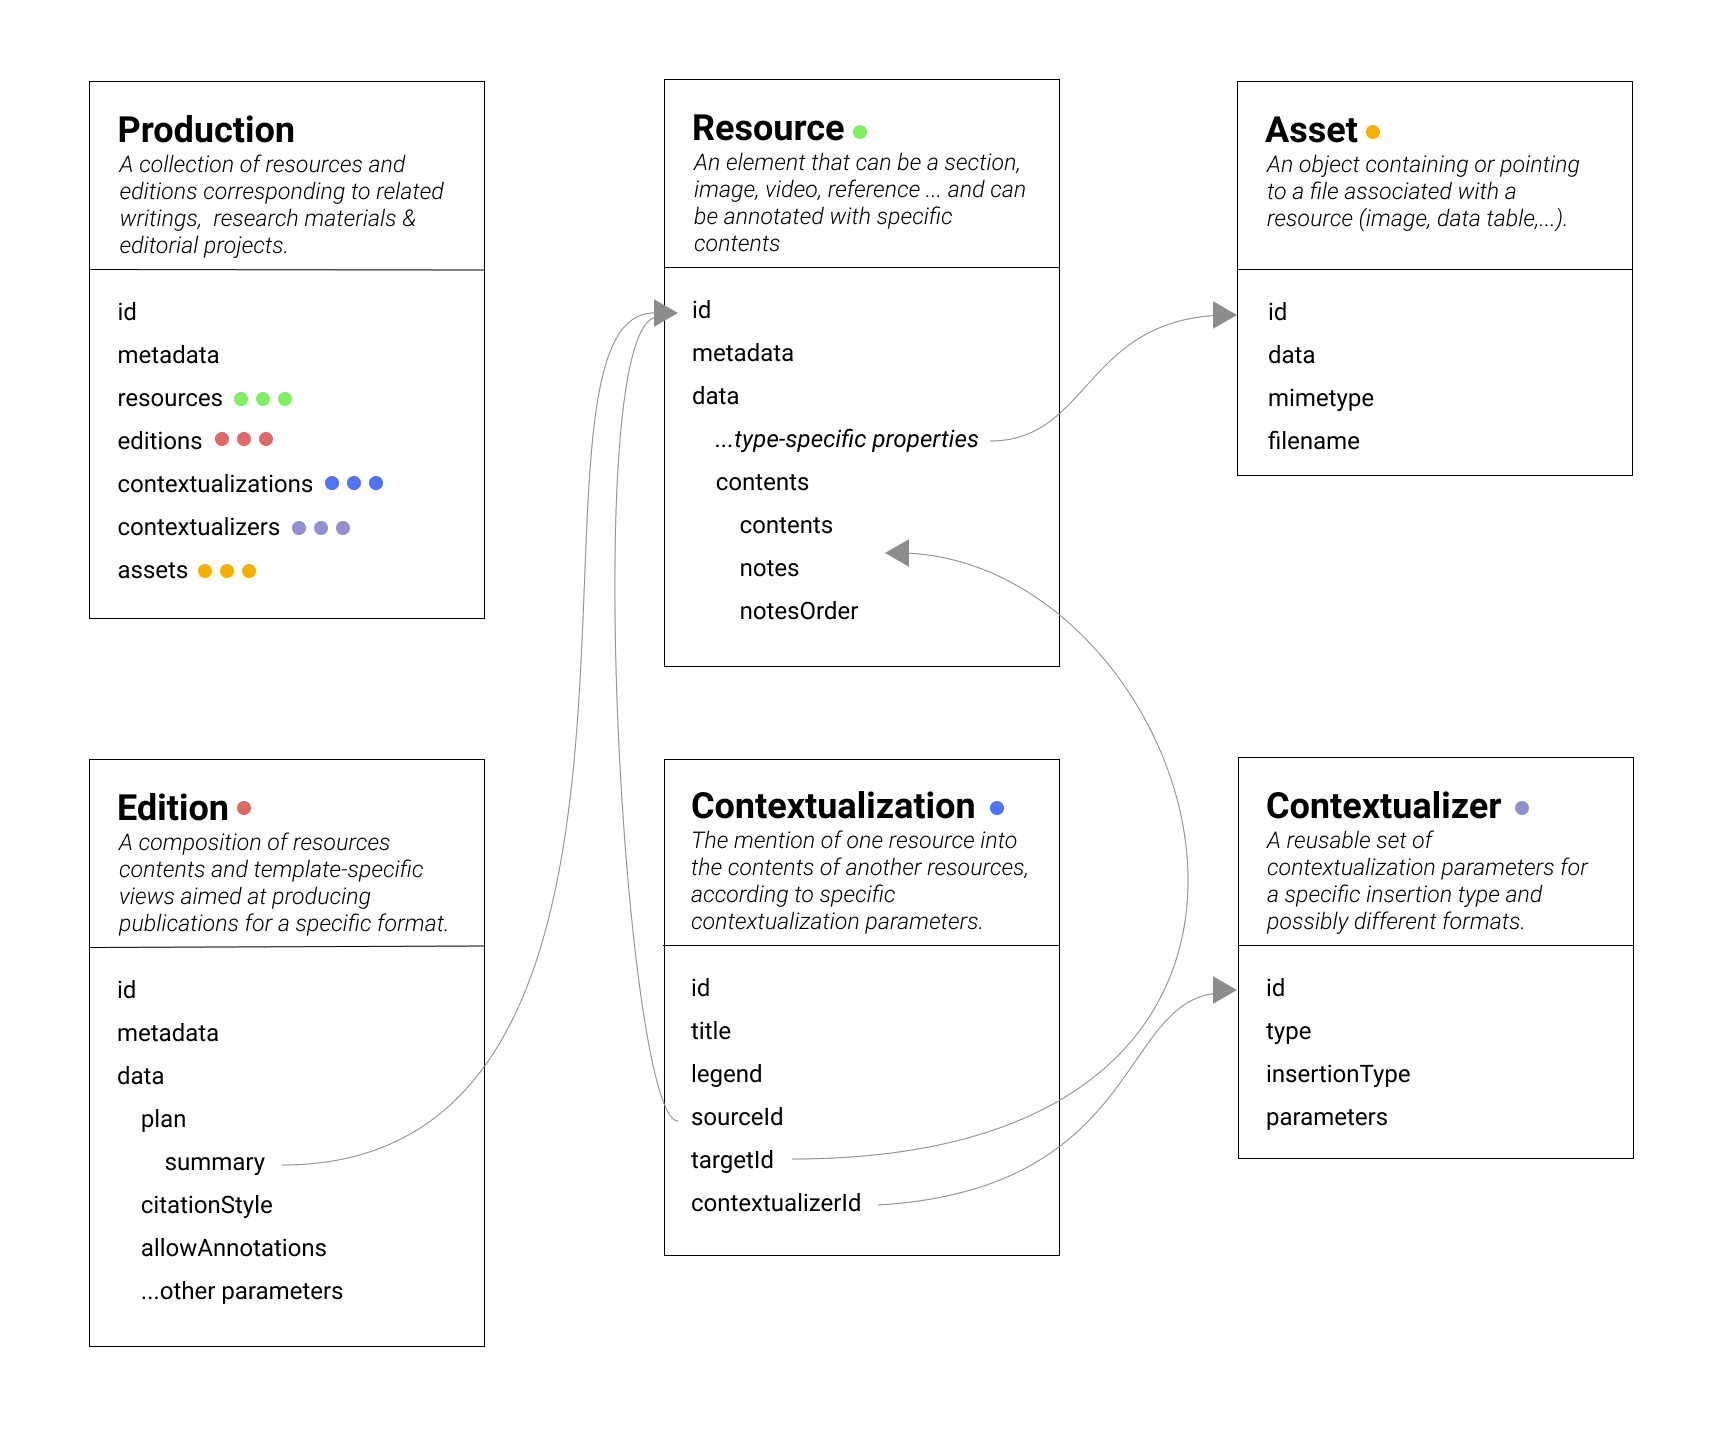 Production
A collection of resources and
editions corresponding to related
writings,  research materials &
editorial projects.
id
metadata
resources
editions
contextualizations
contextualizers
assets
Resource
An element that can be a section,
image, video, reference ... and can
be annotated with specific
contents
id
metadata
data
...type-specific properties
contents
contents
notes
notesOrder
Asset
An object containing or pointing
to a file associated with a
resource (image, data table,...).
id
data
mimetype
filename
Edition
A composition of resources
contents and template-specific
views aimed at producing
publications for a specific format.
id
metadata
data
plan
summary
citationStyle
allowAnnotations
...other parameters
Contextualization
The mention of one resource into
the contents of another resources,
according to specific
contextualization parameters.
id
title
legend
sourceId
targetId
contextualizerId
Contextualizer
A reusable set of
contextualization parameters for
a specific insertion type and
possibly different formats.
id
type
insertionType
parameters